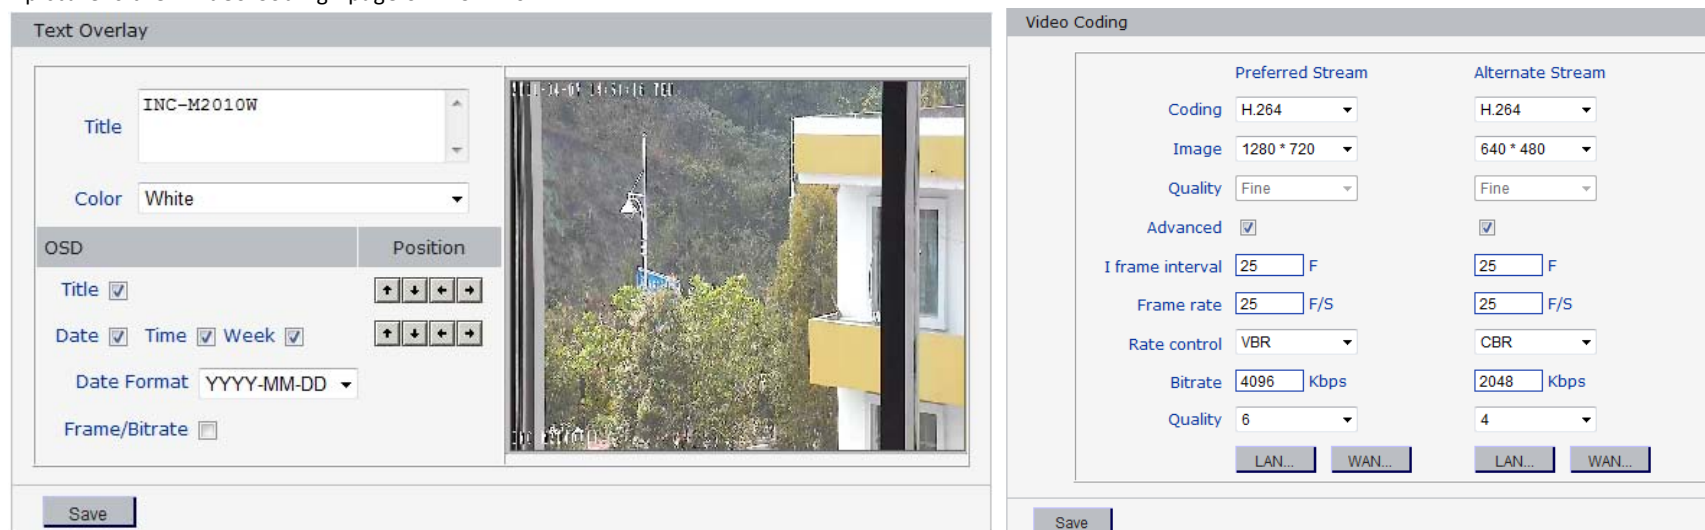 Text Overlay
Title
INC-M2010W
Color
White
OSD
Position
Title
Date Time Week
Date Format YYYY-MM-DD
Frame/Bitrate
Save
Video Coding
Preferred Stream Alternate Stream
Coding H.264 H.264
Image 1280 * 720 640 * 480
Quality Fine Fine
Advanced
I frame interval 25 F 25 F
Frame rate 25 F/S 25 F/S
Rate control VBR CBR
Bitrate 4096 Kbps 2048 Kbps
Quality 6 4
LAN... WAN... LAN... WAN...
Save